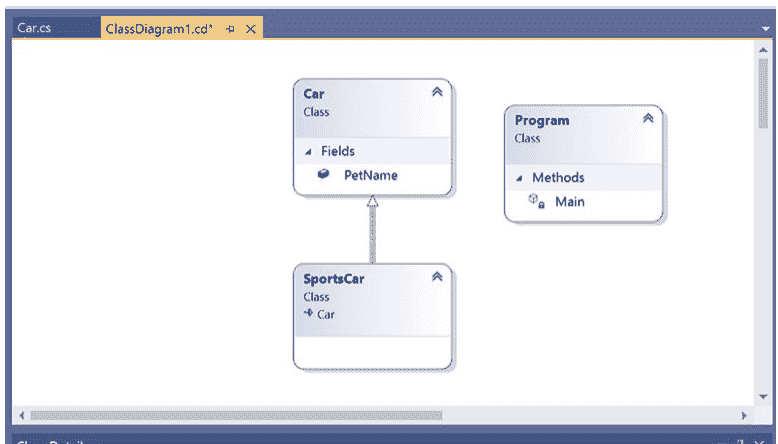 Car.cs
ClassDiagram1.cd*
Car
Class
Fields
PetName
Program
Class
Methods
Main
SportsCar
Class
Car